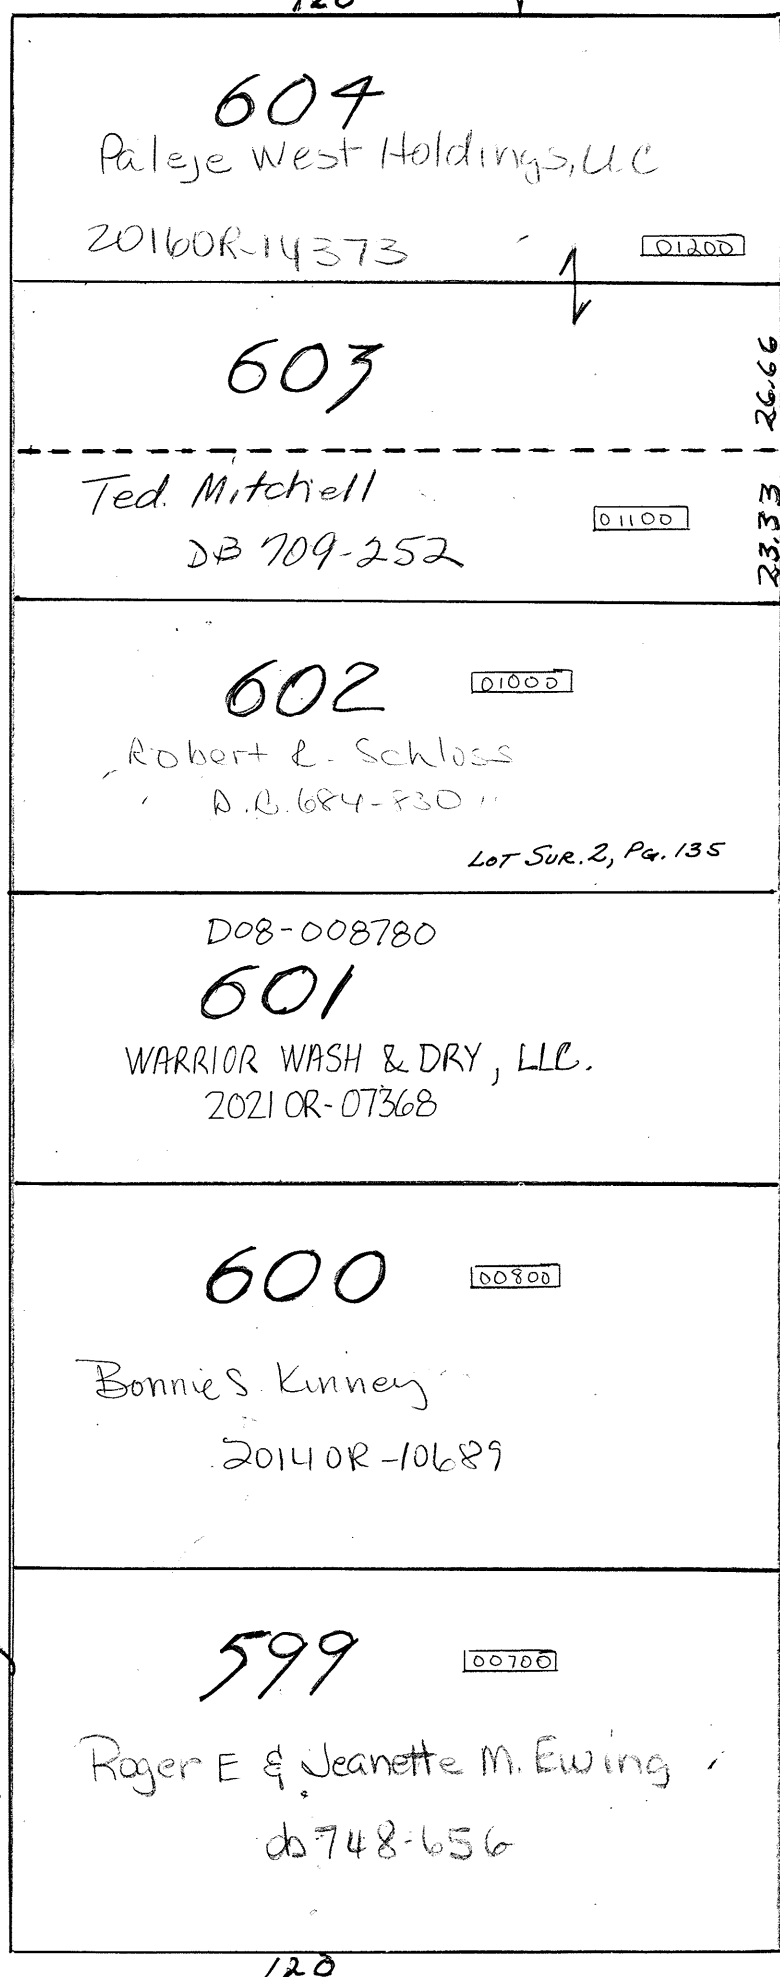 120
604
Paleje West Holdings, LLC
2016OR-14373
01200
603
26.66
Ted. Mitchell
01100
23.33
DB 709-252
602
01000
Robert R. Schloss
D.B. 684-830
LOT SUR. 2, PG. 135
D08-008780
601
WARRIOR WASH & DRY, LLC.
2021 OR-07368
600
00800
Bonnie S. Kinney
2014 OR-10689
599
00700
Roger E & Jeanette M. Ewing
db 748-656
120